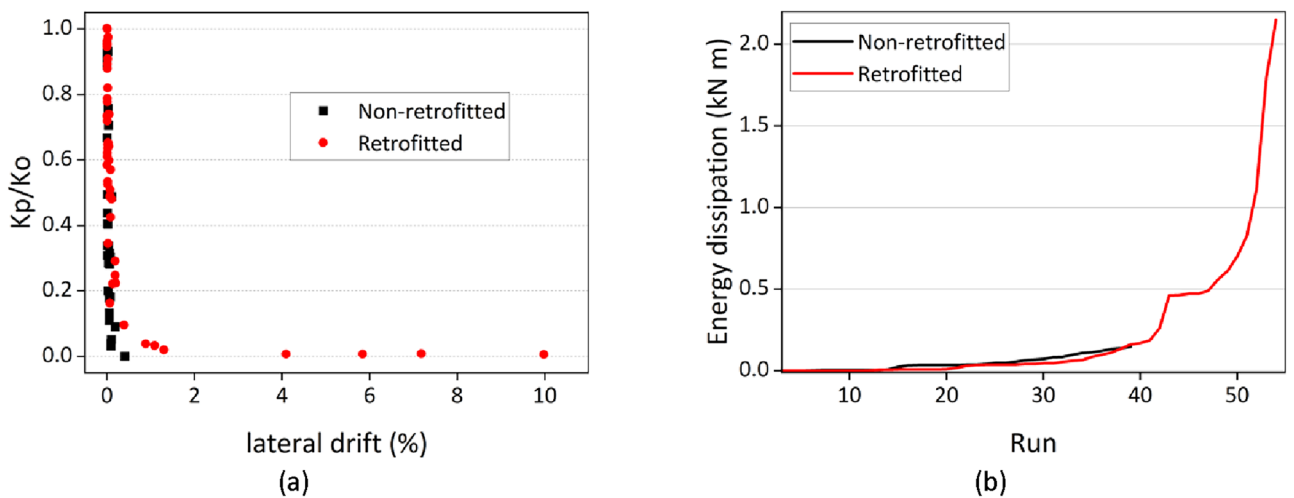 Kp/Ko
1.0
0.8
0.6
0.4
0.2
0.0
Non-retrofitted
Retrofitted
0 2 4 6 8 10
lateral drift (%)
(a)
Energy dissipation (kN m)
2.0
1.5
1.0
0.5
0.0
Non-retrofitted
Retrofitted
10 20 30 40 50
Run
(b)